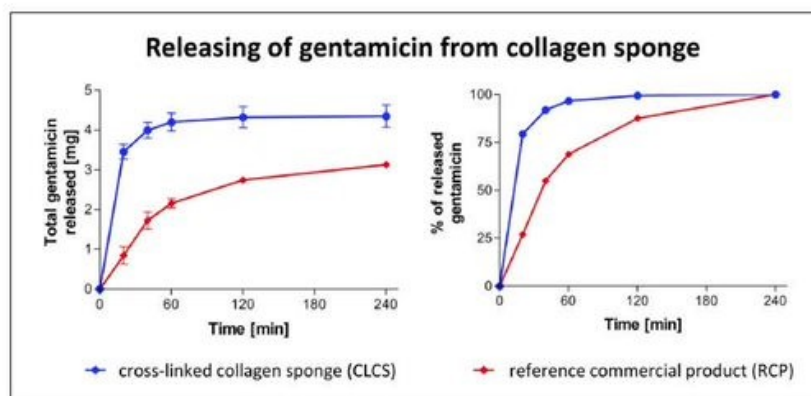 Releasing of gentamicin from collagen sponge
Total gentamicin
released [mg]
5
4
3
2
1
0
0
60
120
180
240
Time [min]
% of released
gentamicin
100
75
50
25
0
0
60
120
180
240
Time [min]
cross-linked collagen sponge (CLCS)
reference commercial product (RCP)